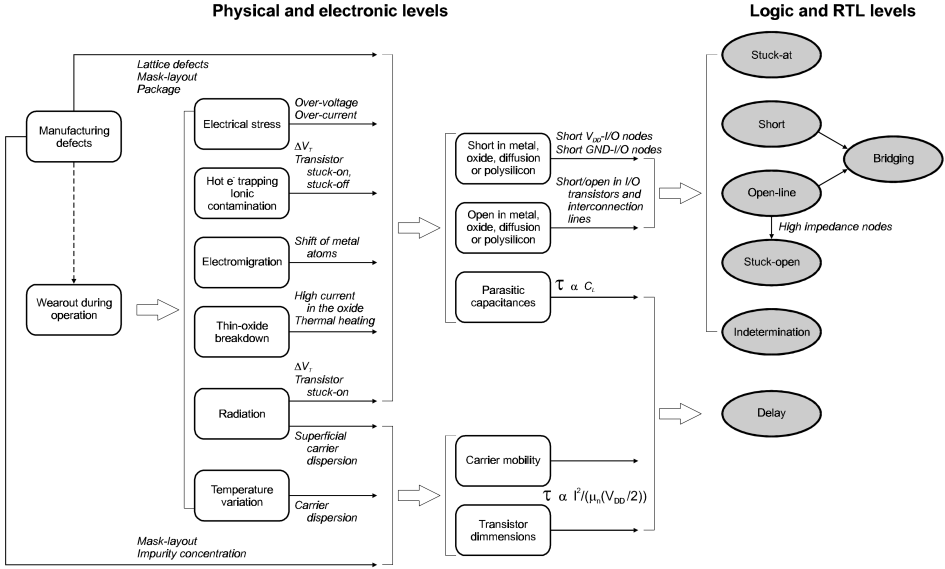 Physical and electronic levels
Logic and RTL levels
Lattice defects
Mask-layout
Package
Manufacturing
defects
Wearout during
operation
Electrical stress
Over-voltage
Over-current
Hot e⁻ trapping
Ionic
contamination
ΔV_T
Transistor
stuck-on,
stuck-off
Electromigration
Shift of metal
atoms
Thin-oxide
breakdown
High current
in the oxide
Thermal heating
Radiation
ΔV_T
Transistor
stuck-on
Superficial
carrier
dispersion
Temperature
variation
Carrier
dispersion
Mask-layout
Impurity concentration
Short in metal,
oxide, diffusion
or polysilicon
Short V_DD-I/O nodes
Short GND-I/O nodes
Open in metal,
oxide, diffusion
or polysilicon
Short/open in I/O
transistors and
interconnection
lines
Parasitic
capacitances
τ α C_L
Carrier mobility
τ α l²/(μ_n(V_DD/2))
Transistor
dimmensions
Stuck-at
Short
Bridging
Open-line
High impedance nodes
Stuck-open
Indetermination
Delay